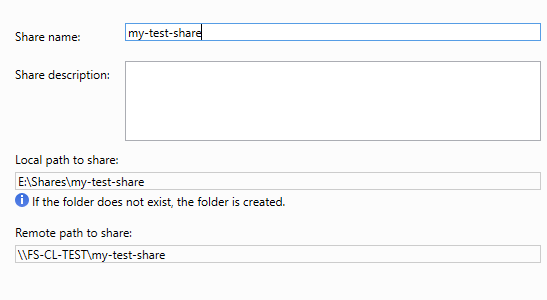 Share name:
my-test-share
Share description:
Local path to share:
E:\Shares\my-test-share
If the folder does not exist, the folder is created.
Remote path to share:
\\FS-CL-TEST\my-test-share